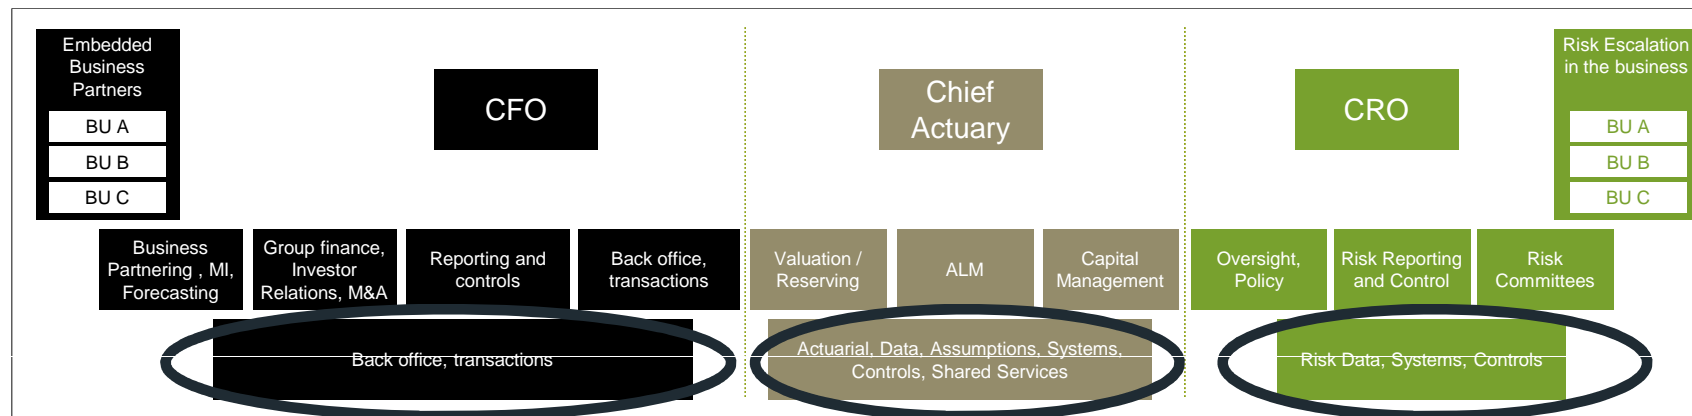 Embedded
Business
Partners
BU A
BU B
BU C
CFO
Chief
Actuary
CRO
Risk Escalation
in the business
BU A
BU B
BU C
Business
Partnering , MI,
Forecasting
Group finance,
Investor
Relations, M&A
Reporting and
controls
Back office,
transactions
Valuation /
Reserving
ALM
Capital
Management
Oversight,
Policy
Risk Reporting
and Control
Risk
Committees
Back office, transactions
Actuarial, Data, Assumptions, Systems,
Controls, Shared Services
Risk Data, Systems, Controls